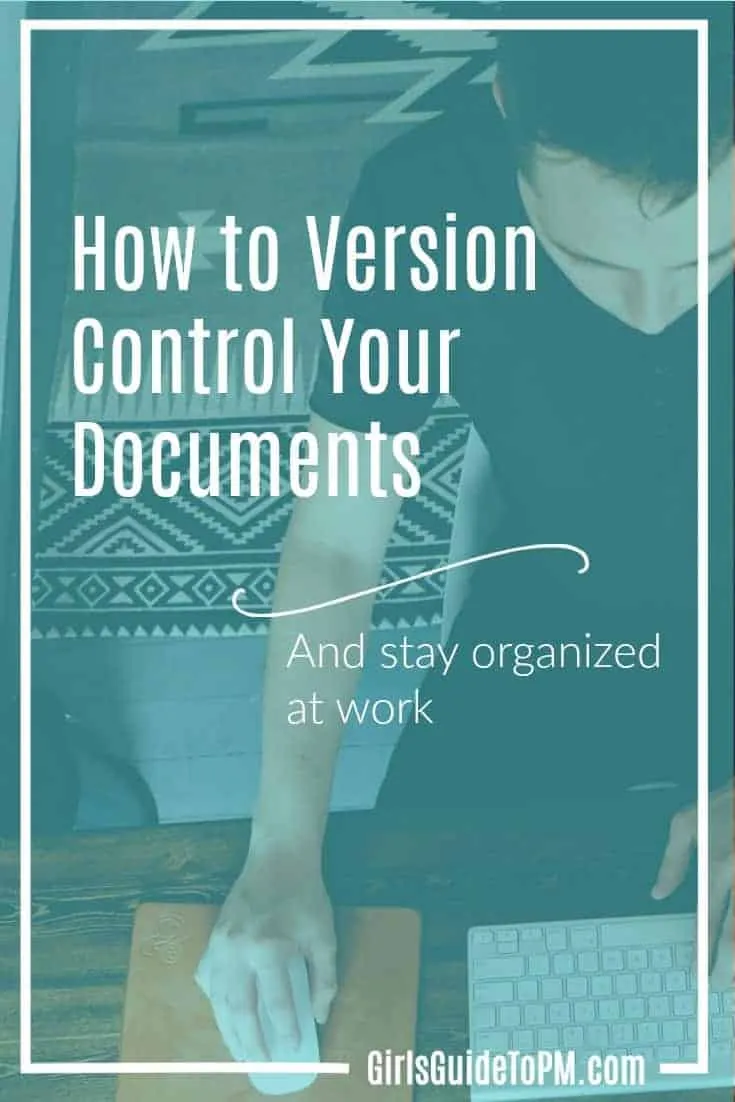 How to Version
Control Your
Documents
And stay organized
at work
GirlsGuideToPM.com